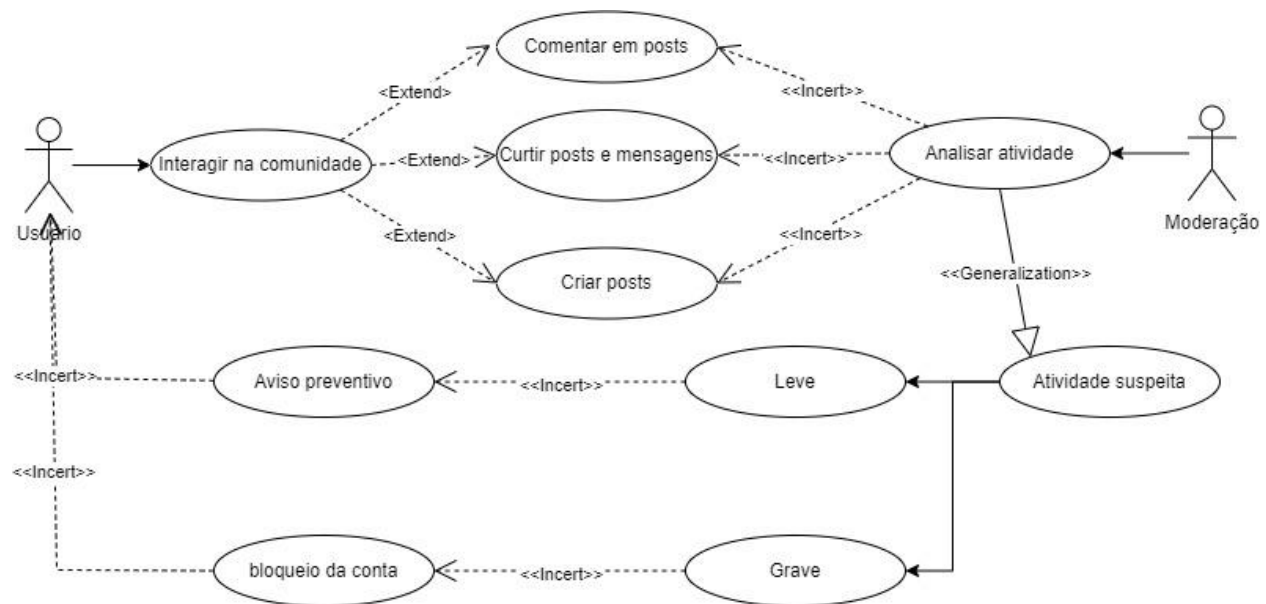 Comentar em posts
<Extend>
<<Incert>>
Interagir na comunidade
<Extend>
Curtir posts e mensagens
<<Incert>>
Analisar atividade
Usuário
Moderação
<Extend>
<<Incert>>
Criar posts
<<Generalization>>
<<Incert>>
Aviso preventivo
<<Incert>>
Leve
Atividade suspeita
<<Incert>>
bloqueio da conta
<<Incert>>
Grave